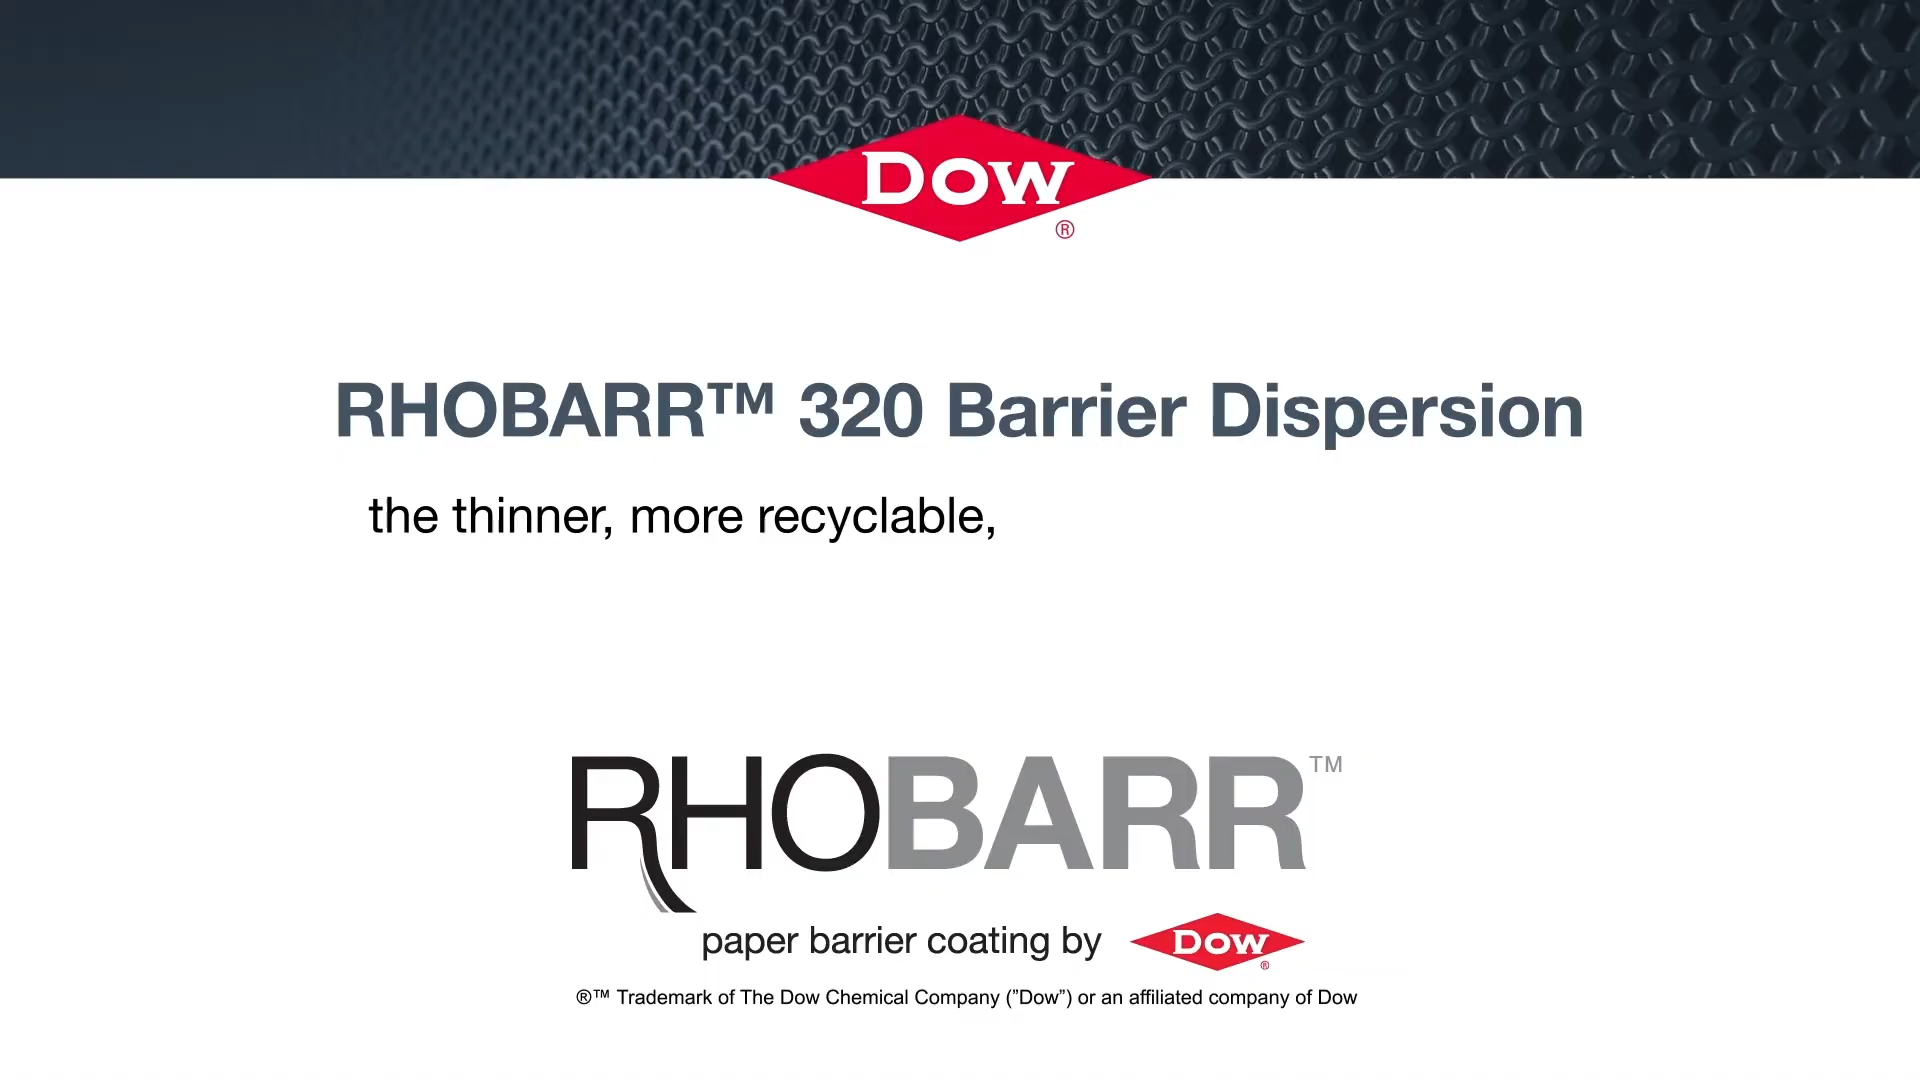 DOW
®
RHOBARR™ 320 Barrier Dispersion
the thinner, more recyclable,
RHOBARR™
paper barrier coating by DOW®
®™ Trademark of The Dow Chemical Company (”Dow”) or an affiliated company of Dow